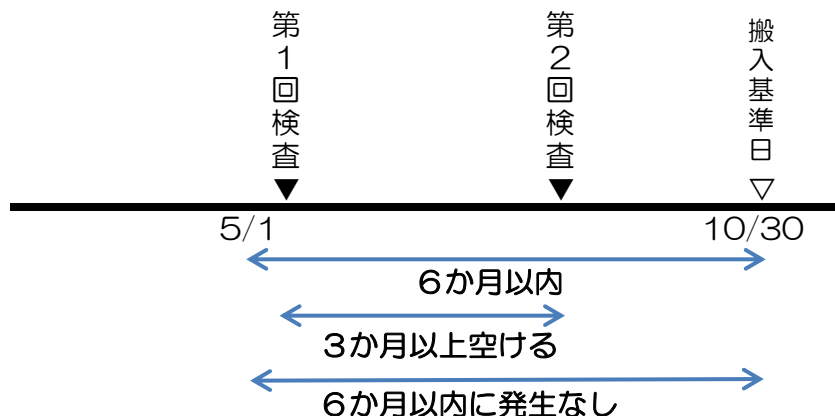 第１回検査
第２回検査
搬入基準日
5/1
10/30
６か月以内
３か月以上空ける
６か月以内に発生なし